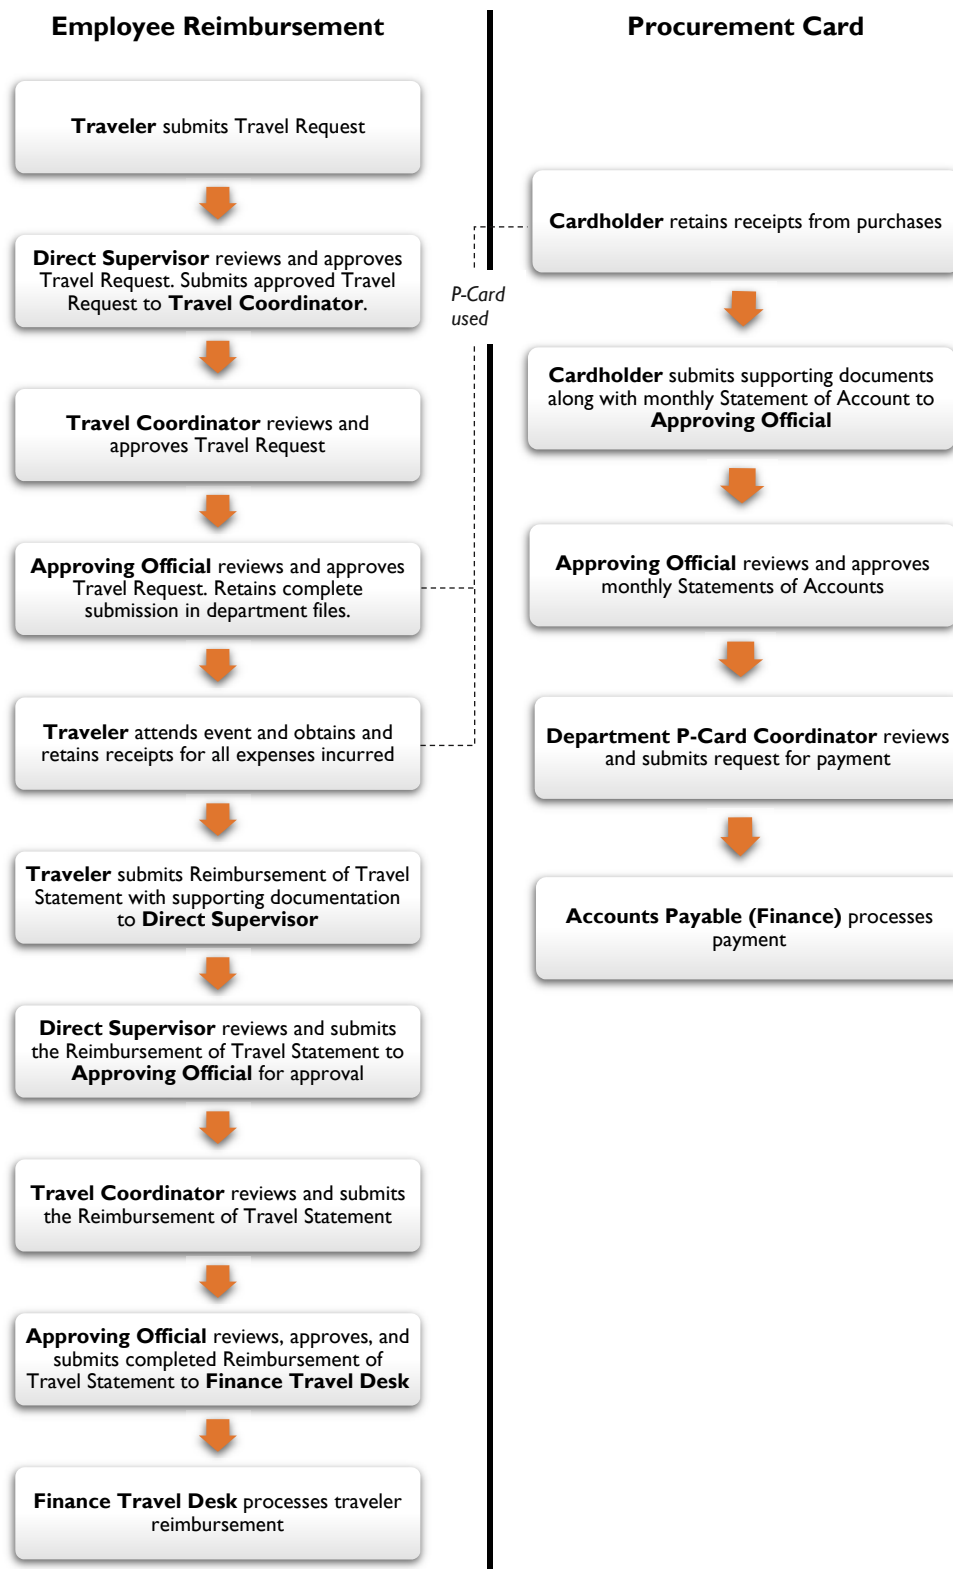 Employee Reimbursement
Traveler submits Travel Request
Direct Supervisor reviews and approves
Travel Request. Submits approved Travel
Request to Travel Coordinator.
Travel Coordinator reviews and
approves Travel Request
Approving Official reviews and approves
Travel Request. Retains complete
submission in department files.
Traveler attends event and obtains and
retains receipts for all expenses incurred
Traveler submits Reimbursement of Travel
Statement with supporting documentation
to Direct Supervisor
Direct Supervisor reviews and submits
the Reimbursement of Travel Statement to
Approving Official for approval
Travel Coordinator reviews and submits
the Reimbursement of Travel Statement
Approving Official reviews, approves, and
submits completed Reimbursement of
Travel Statement to Finance Travel Desk
Finance Travel Desk processes traveler
reimbursement
P-Card
used
Procurement Card
Cardholder retains receipts from purchases
Cardholder submits supporting documents
along with monthly Statement of Account to
Approving Official
Approving Official reviews and approves
monthly Statements of Accounts
Department P-Card Coordinator reviews
and submits request for payment
Accounts Payable (Finance) processes
payment